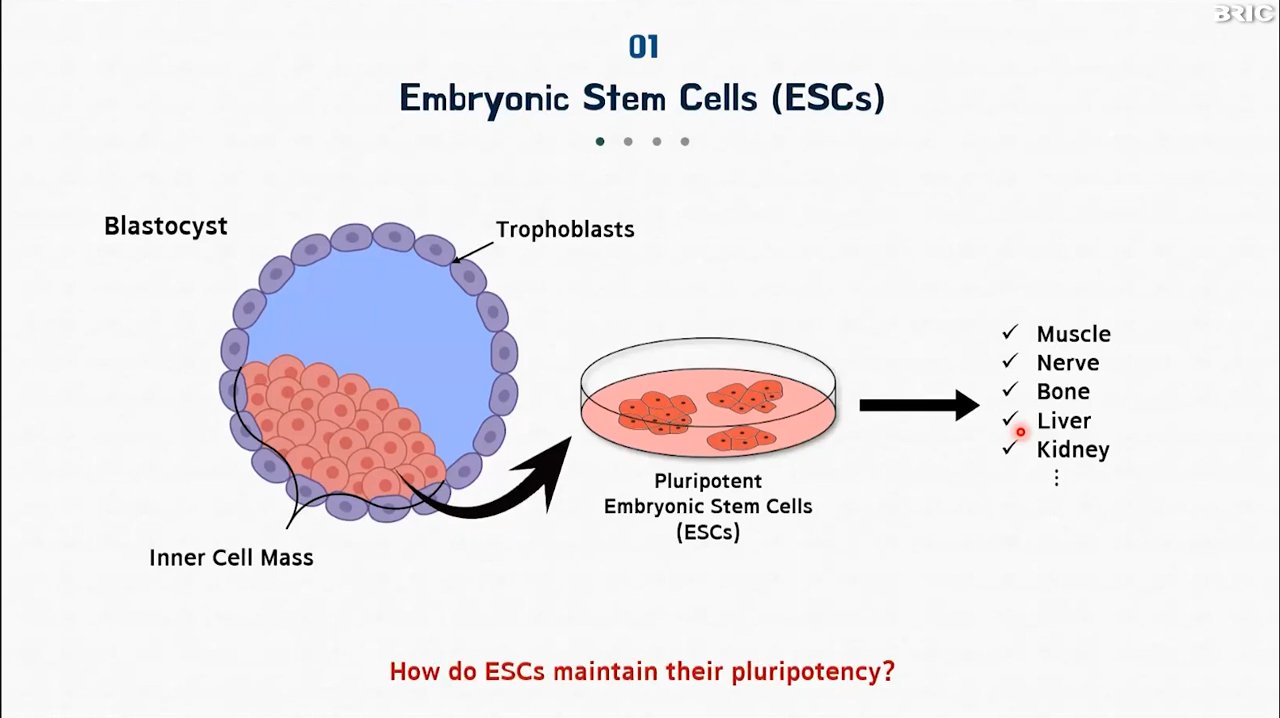 BRIC
01
Embryonic Stem Cells (ESCs)
Blastocyst
Trophoblasts
✓ Muscle
✓ Nerve
✓ Bone
✓ Liver
✓ Kidney
⋮
Pluripotent
Embryonic Stem Cells
(ESCs)
Inner Cell Mass
How do ESCs maintain their pluripotency?